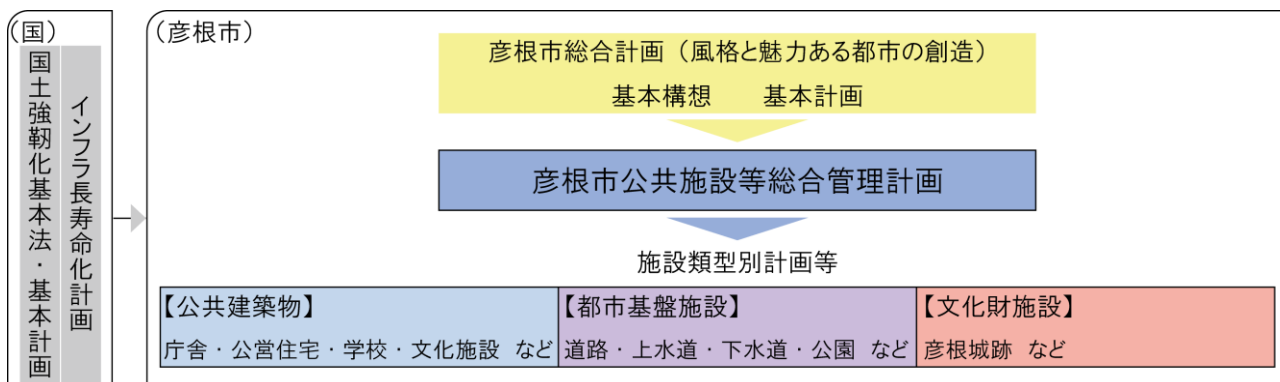 (国)
国土強靭化基本法・基本計画
インフラ長寿命化計画
(彦根市)
彦根市総合計画（風格と魅力ある都市の創造）
基本構想　　基本計画
彦根市公共施設等総合管理計画
施設類型別計画等
【公共建築物】
庁舎・公営住宅・学校・文化施設 など
【都市基盤施設】
道路・上水道・下水道・公園 など
【文化財施設】
彦根城跡 など